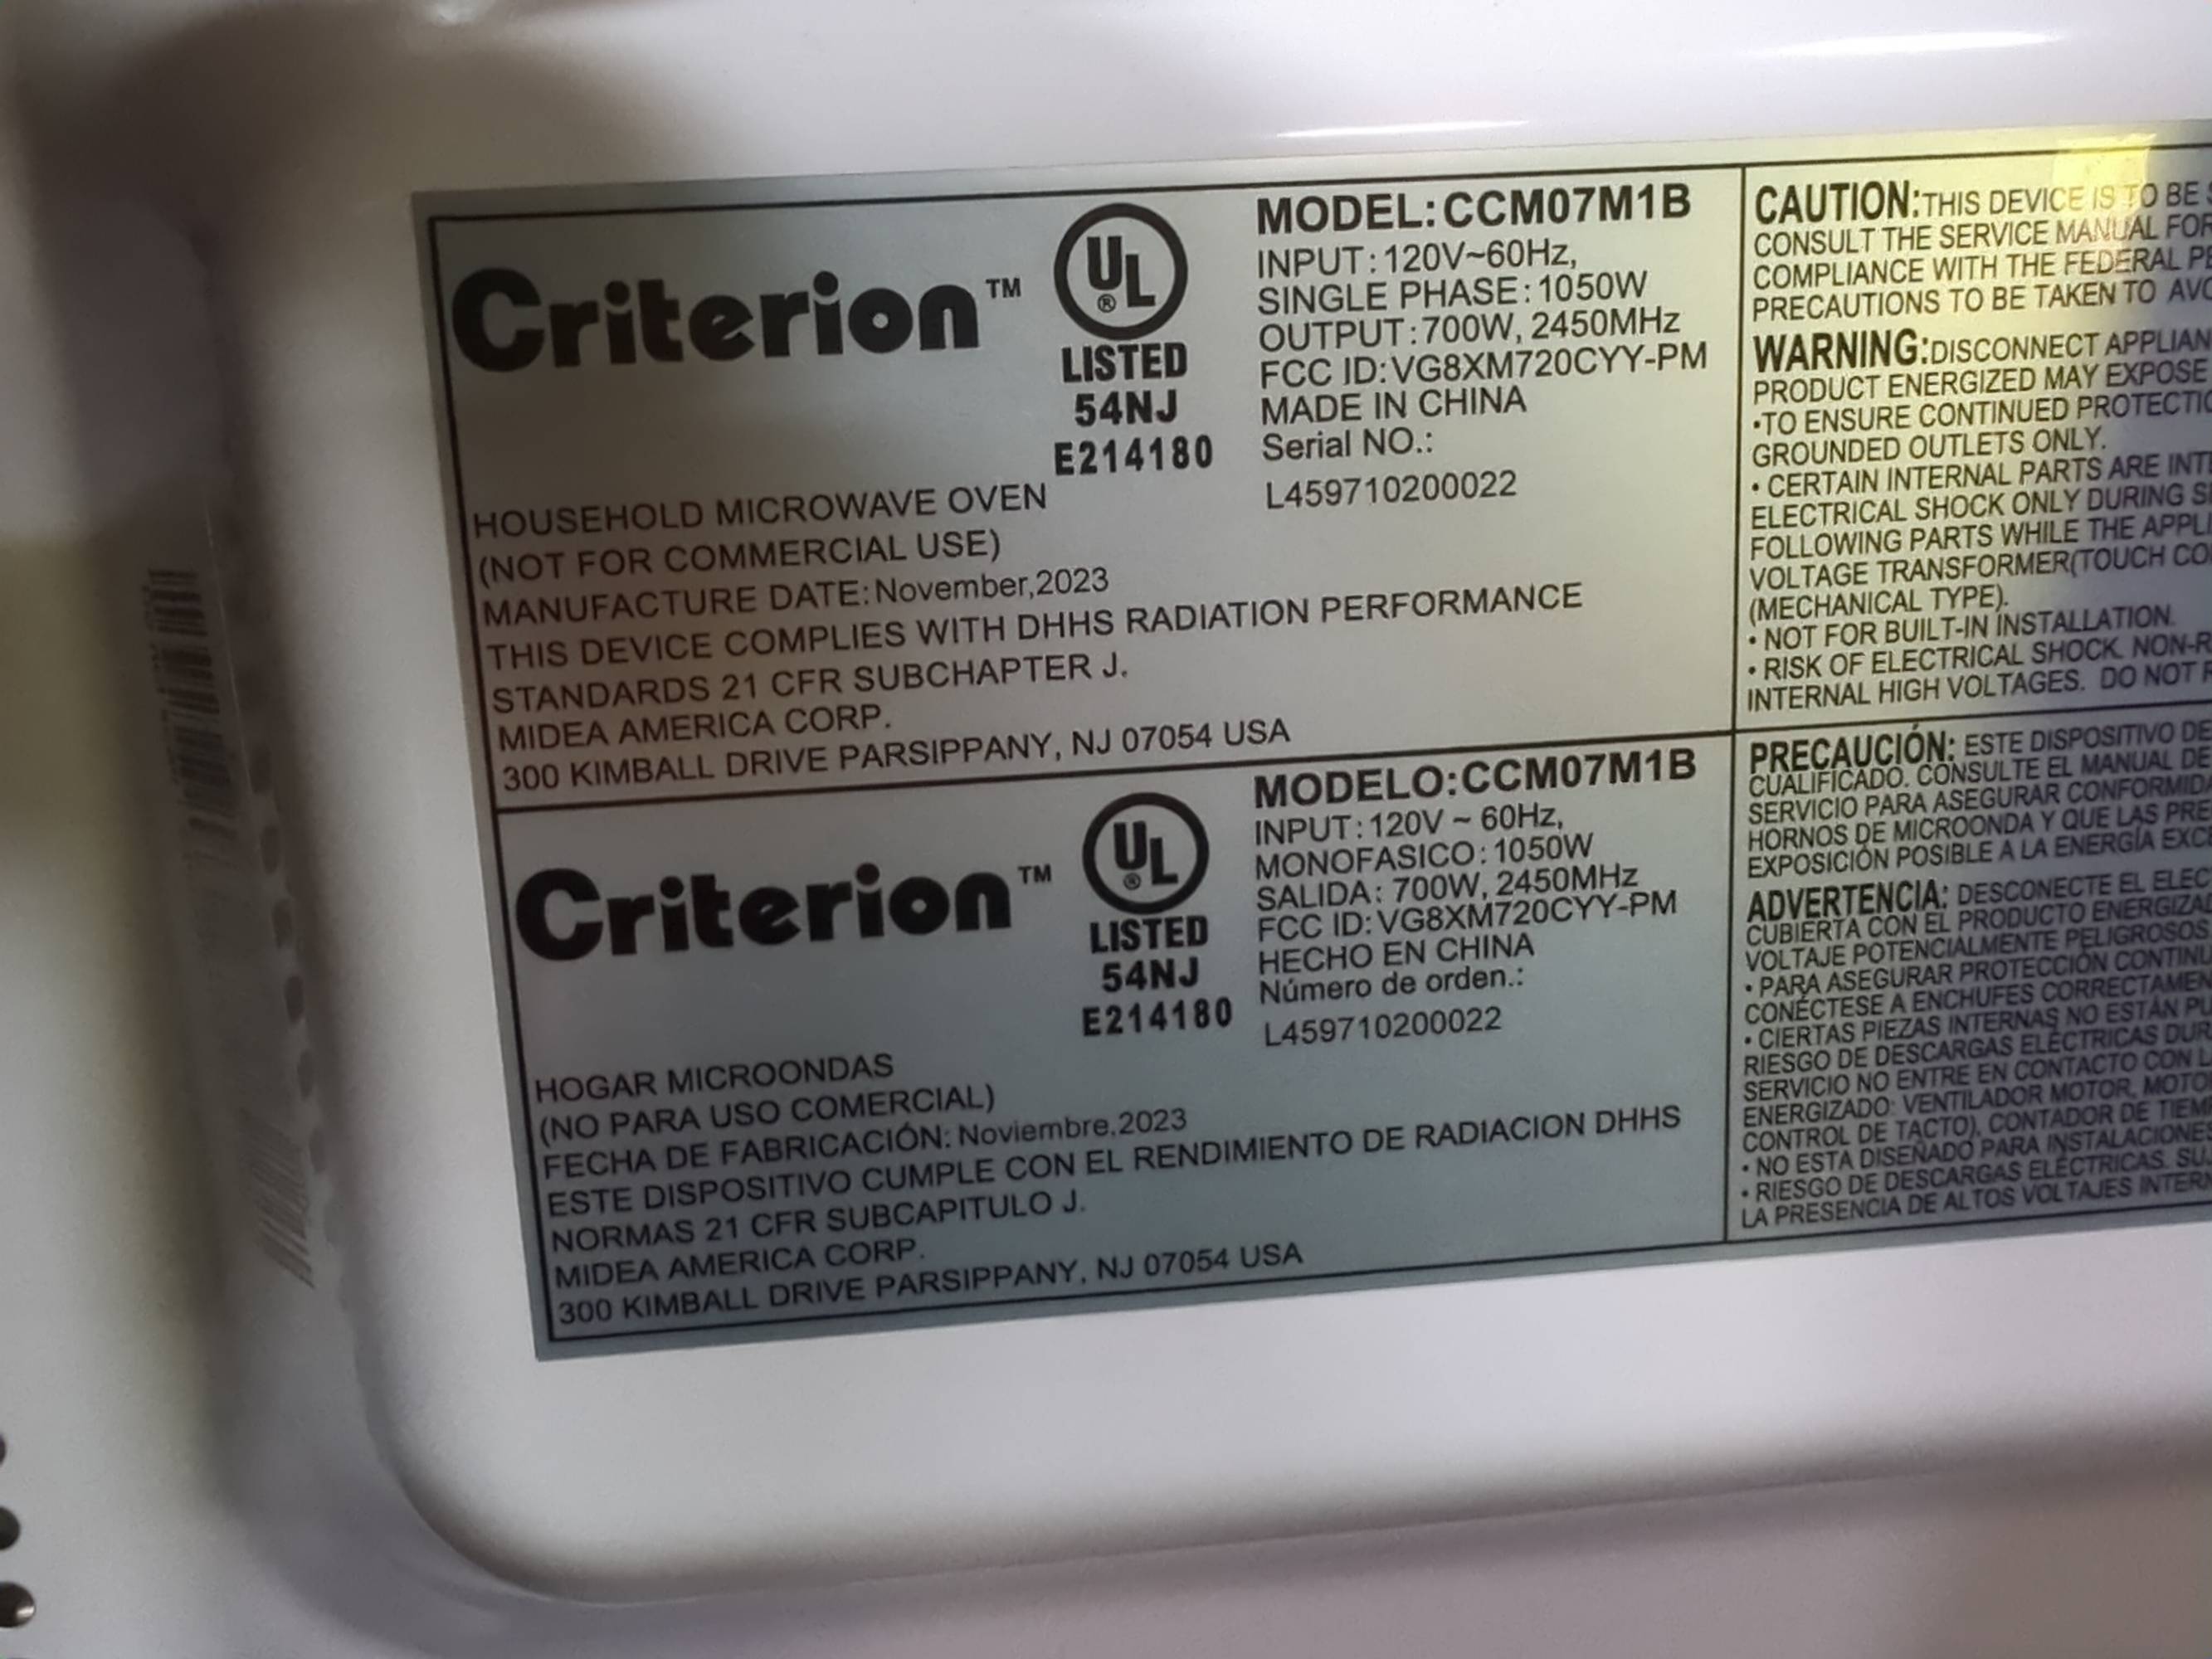 Criterion™
UL
®
LISTED
54NJ
E214180
MODEL:CCM07M1B
INPUT:120V~60Hz,
SINGLE PHASE:1050W
OUTPUT:700W, 2450MHz
FCC ID:VG8XM720CYY-PM
MADE IN CHINA
Serial NO.:
L459710200022
HOUSEHOLD MICROWAVE OVEN
(NOT FOR COMMERCIAL USE)
MANUFACTURE DATE:November,2023
THIS DEVICE COMPLIES WITH DHHS RADIATION PERFORMANCE
STANDARDS 21 CFR SUBCHAPTER J.
MIDEA AMERICA CORP.
300 KIMBALL DRIVE PARSIPPANY, NJ 07054 USA
CAUTION:THIS DEVICE IS TO BE
CONSULT THE SERVICE MANUAL FOR
COMPLIANCE WITH THE FEDERAL
PRECAUTIONS TO BE TAKEN TO
WARNING:DISCONNECT
PRODUCT ENERGIZED MAY EXPOSE
•TO ENSURE CONTINUED
GROUNDED OUTLETS ONLY.
• CERTAIN INTERNAL PARTS ARE
ELECTRICAL SHOCK ONLY DURING
FOLLOWING PARTS WHILE THE
VOLTAGE TRANSFORMER(TOUCH
(MECHANICAL TYPE).
• NOT FOR BUILT-IN INSTALLATION.
• RISK OF ELECTRICAL SHOCK.
INTERNAL HIGH VOLTAGES. DO NOT
Criterion™
UL
®
LISTED
54NJ
E214180
MODELO:CCM07M1B
INPUT:120V ~ 60Hz,
MONOFASICO:1050W
SALIDA: 700W, 2450MHz
FCC ID:VG8XM720CYY-PM
HECHO EN CHINA
Número de orden.:
L459710200022
HOGAR MICROONDAS
(NO PARA USO COMERCIAL)
FECHA DE FABRICACIÓN: Noviembre,2023
ESTE DISPOSITIVO CUMPLE CON EL RENDIMIENTO DE RADIACION DHHS
NORMAS 21 CFR SUBCAPITULO J.
MIDEA AMERICA CORP.
300 KIMBALL DRIVE PARSIPPANY, NJ 07054 USA
PRECAUCIÓN: ESTE DISPOSITIVO DE
CUALIFICADO. CONSULTE EL MANUAL DE
SERVICIO PARA ASEGURAR
HORNOS DE MICROONDA Y QUE LAS
EXPOSICIÓN POSIBLE A LA ENERGÍA
ADVERTENCIA: DESCONECTE EL
CUBIERTA CON EL PRODUCTO
VOLTAJE POTENCIALMENTE PELIGROSOS
• PARA ASEGURAR PROTECCIÓN
CONÉCTESE A ENCHUFES
• CIERTAS PIEZAS INTERNAS NO ESTÁN
RIESGO DE DESCARGAS ELÉCTRICAS
SERVICIO NO ENTRE EN CONTACTO CON
ENERGIZADO: VENTILADOR MOTOR,
CONTROL DE TACTO), CONTADOR DE
• NO ESTA DISEÑADO PARA
• RIESGO DE DESCARGAS ELÉCTRICAS.
LA PRESENCIA DE ALTOS VOLTAJES